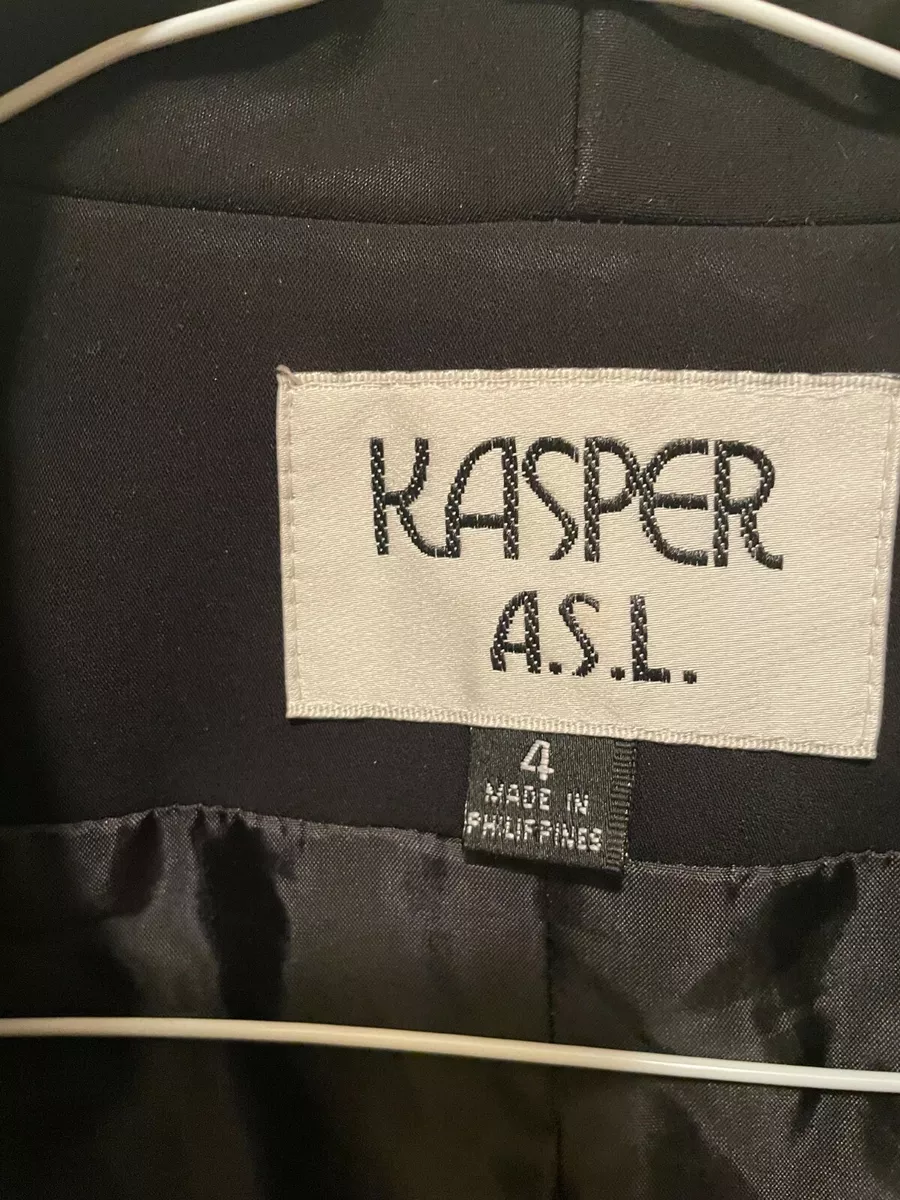 KASPER
A.S.L.
4
MADE IN
PHILIPPINES